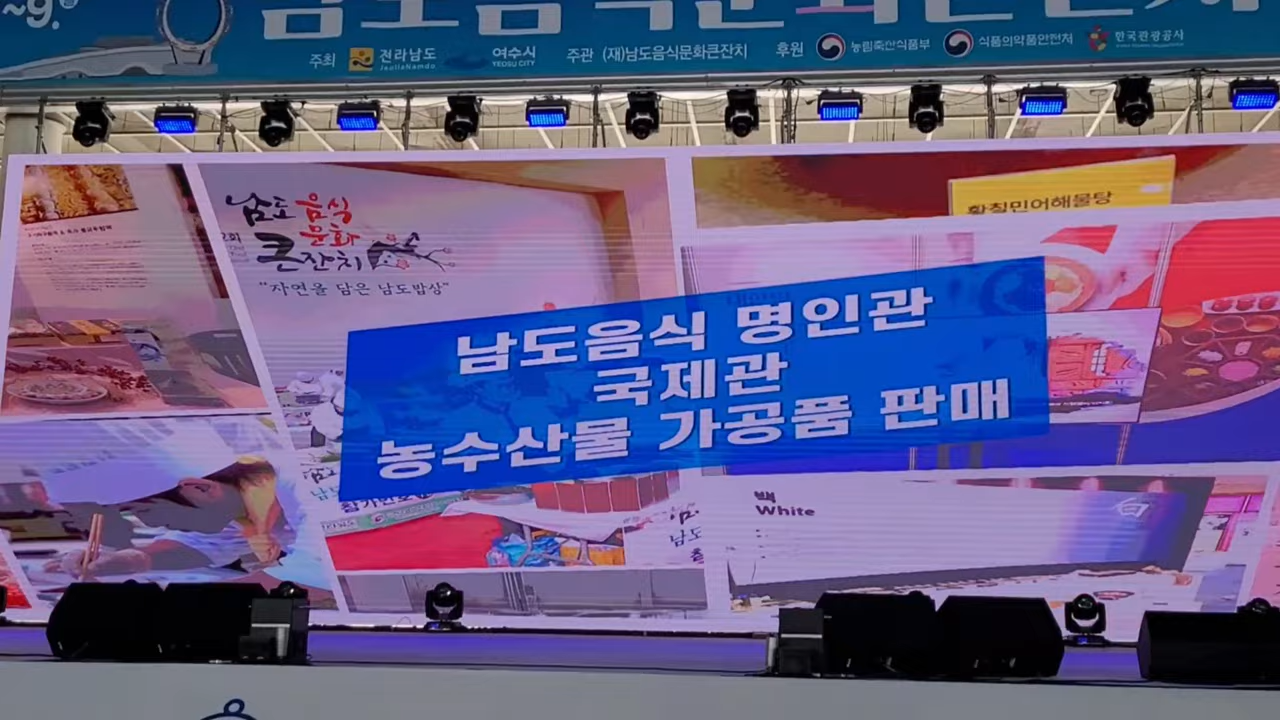 ~9.
남도음식문화큰잔치
주최 전라남도 JeollaNamdo 여수시 YEOSU CITY 주관 (재)남도음식문화큰잔치 후원 농림축산식품부 식품의약품안전처 한국관광공사
남도음식
문화
큰잔치
"자연을 담은 남도밥상"
황칠민어해물탕
남도음식 명인관
국제관
농수산물 가공품 판매
백
White